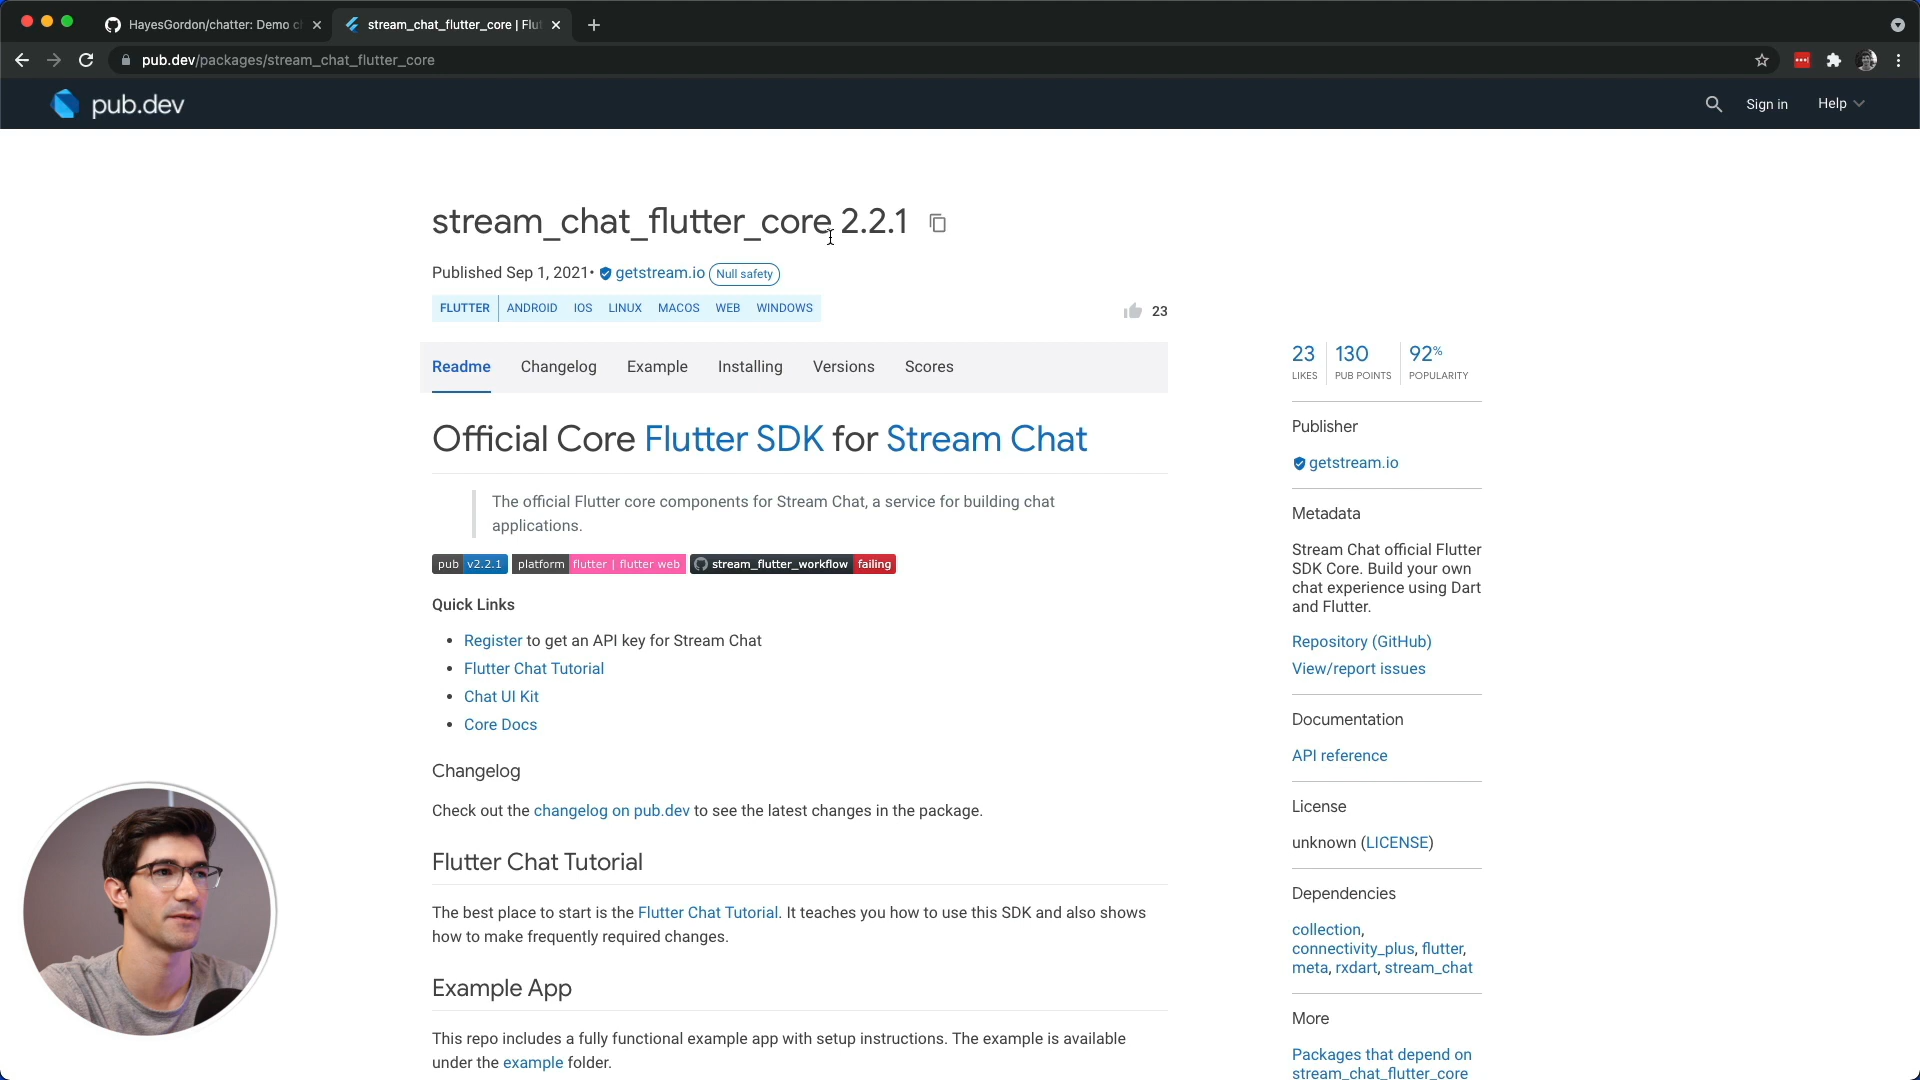 HayesGordon/chatter: Demo c
stream_chat_flutter_core | Flu
pub.dev/packages/stream_chat_flutter_core
pub.dev
Sign in
Help
stream_chat_flutter_core 2.2.1
Published Sep 1, 2021• getstream.io Null safety
FLUTTER ANDROID IOS LINUX MACOS WEB WINDOWS
23
Readme Changelog Example Installing Versions Scores
Official Core Flutter SDK for Stream Chat
The official Flutter core components for Stream Chat, a service for building chat
applications.
pub v2.2.1 platform flutter | flutter web stream_flutter_workflow failing
Quick Links
• Register to get an API key for Stream Chat
• Flutter Chat Tutorial
• Chat UI Kit
• Core Docs
Changelog
Check out the changelog on pub.dev to see the latest changes in the package.
Flutter Chat Tutorial
The best place to start is the Flutter Chat Tutorial. It teaches you how to use this SDK and also shows
how to make frequently required changes.
Example App
This repo includes a fully functional example app with setup instructions. The example is available
under the example folder.
23 130 92%
LIKES PUB POINTS POPULARITY
Publisher
getstream.io
Metadata
Stream Chat official Flutter
SDK Core. Build your own
chat experience using Dart
and Flutter.
Repository (GitHub)
View/report issues
Documentation
API reference
License
unknown (LICENSE)
Dependencies
collection,
connectivity_plus, flutter,
meta, rxdart, stream_chat
More
Packages that depend on
stream_chat_flutter_core